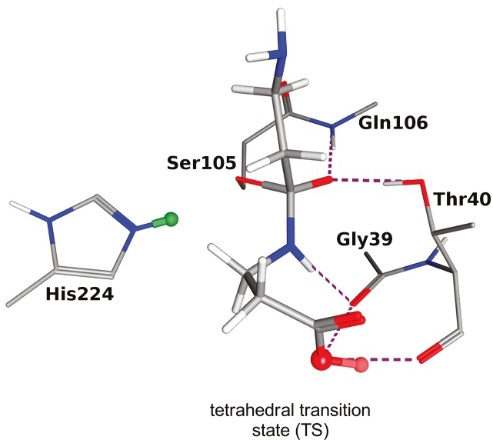 Gln106
Ser105
Thr40
Gly39
His224
tetrahedral transition
state (TS)